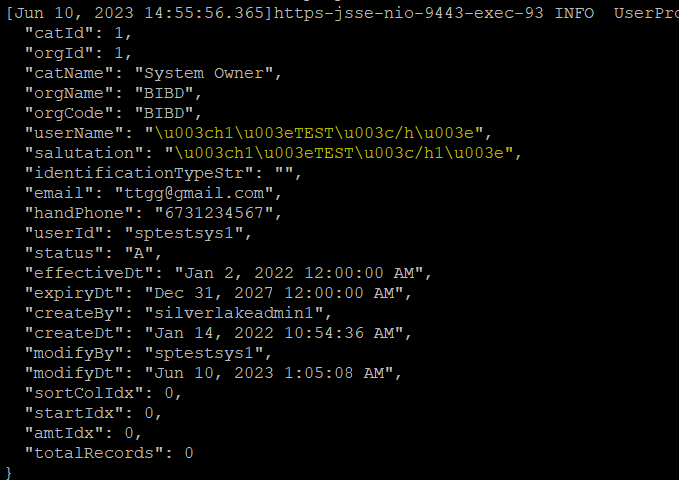 [Jun 10, 2023 14:55:56.365]https-jsse-nio-9443-exec-93 INFO  UserPro
"catId": 1,
"orgId": 1,
"catName": "System Owner",
"orgName": "BIBD",
"orgCode": "BIBD",
"userName": "\u003ch1\u003eTEST\u003c/h\u003e",
"salutation": "\u003ch1\u003eTEST\u003c/h1\u003e",
"identificationTypeStr": "",
"email": "ttgg@gmail.com",
"handPhone": "6731234567",
"userId": "sptestsys1",
"status": "A",
"effectiveDt": "Jan 2, 2022 12:00:00 AM",
"expiryDt": "Dec 31, 2027 12:00:00 AM",
"createBy": "silverlakeadmin1",
"createDt": "Jan 14, 2022 10:54:36 AM",
"modifyBy": "sptestsys1",
"modifyDt": "Jun 10, 2023 1:05:08 AM",
"sortColIdx": 0,
"startIdx": 0,
"amtIdx": 0,
"totalRecords": 0
}